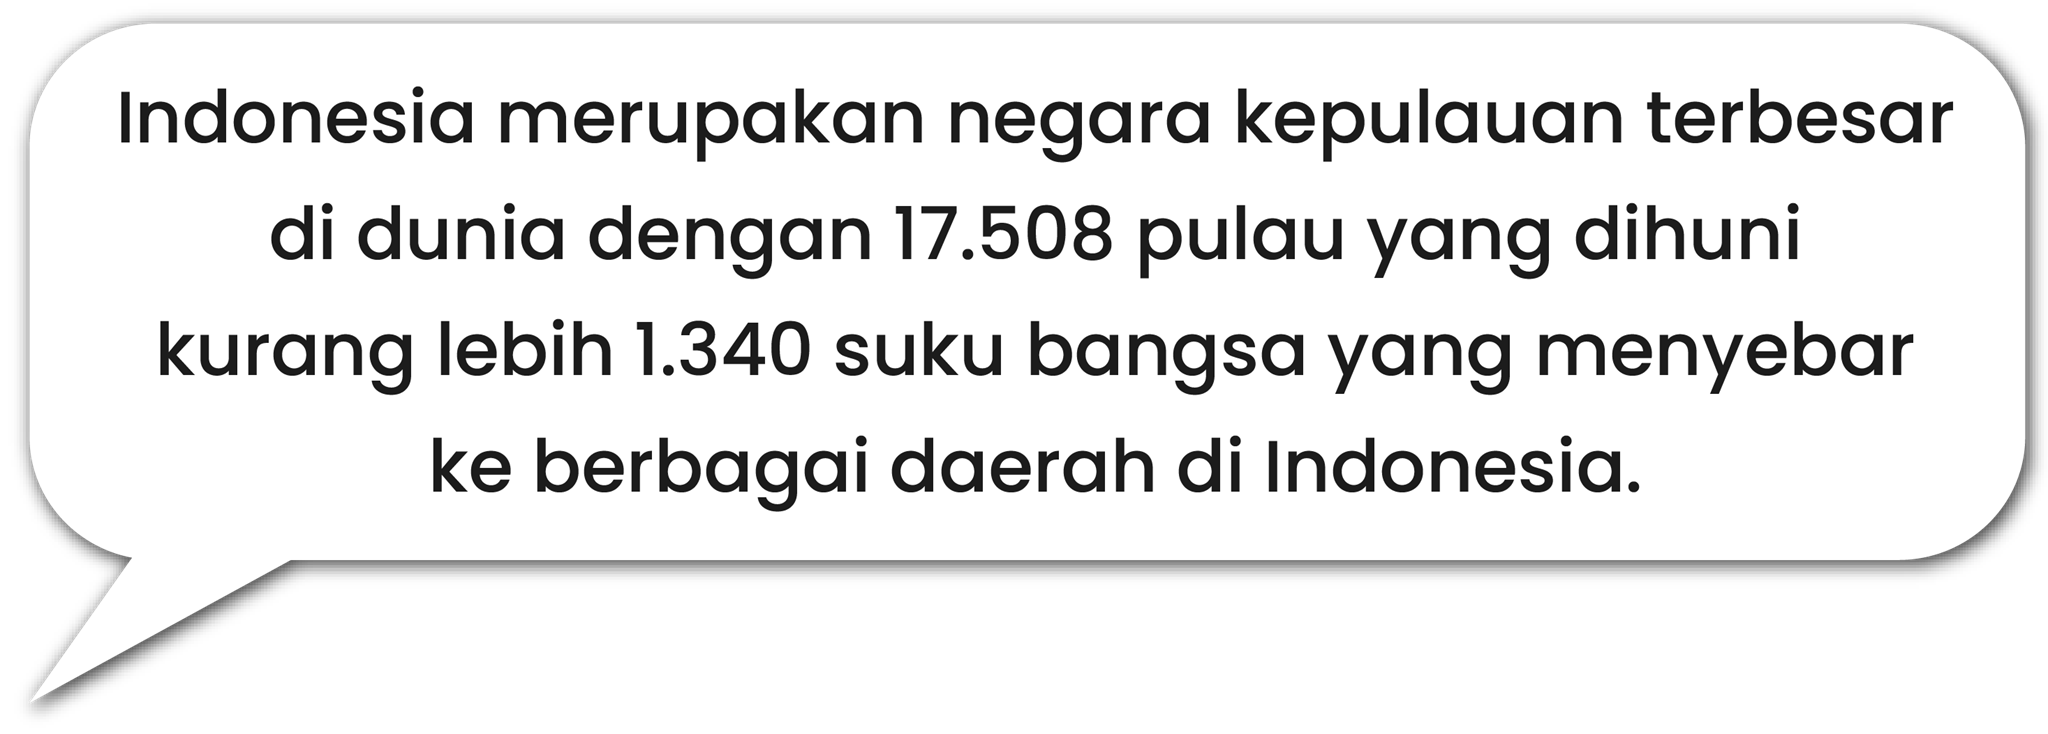 Indonesia merupakan negara kepulauan terbesar
di dunia dengan 17.508 pulau yang dihuni
kurang lebih 1.340 suku bangsa yang menyebar
ke berbagai daerah di Indonesia.